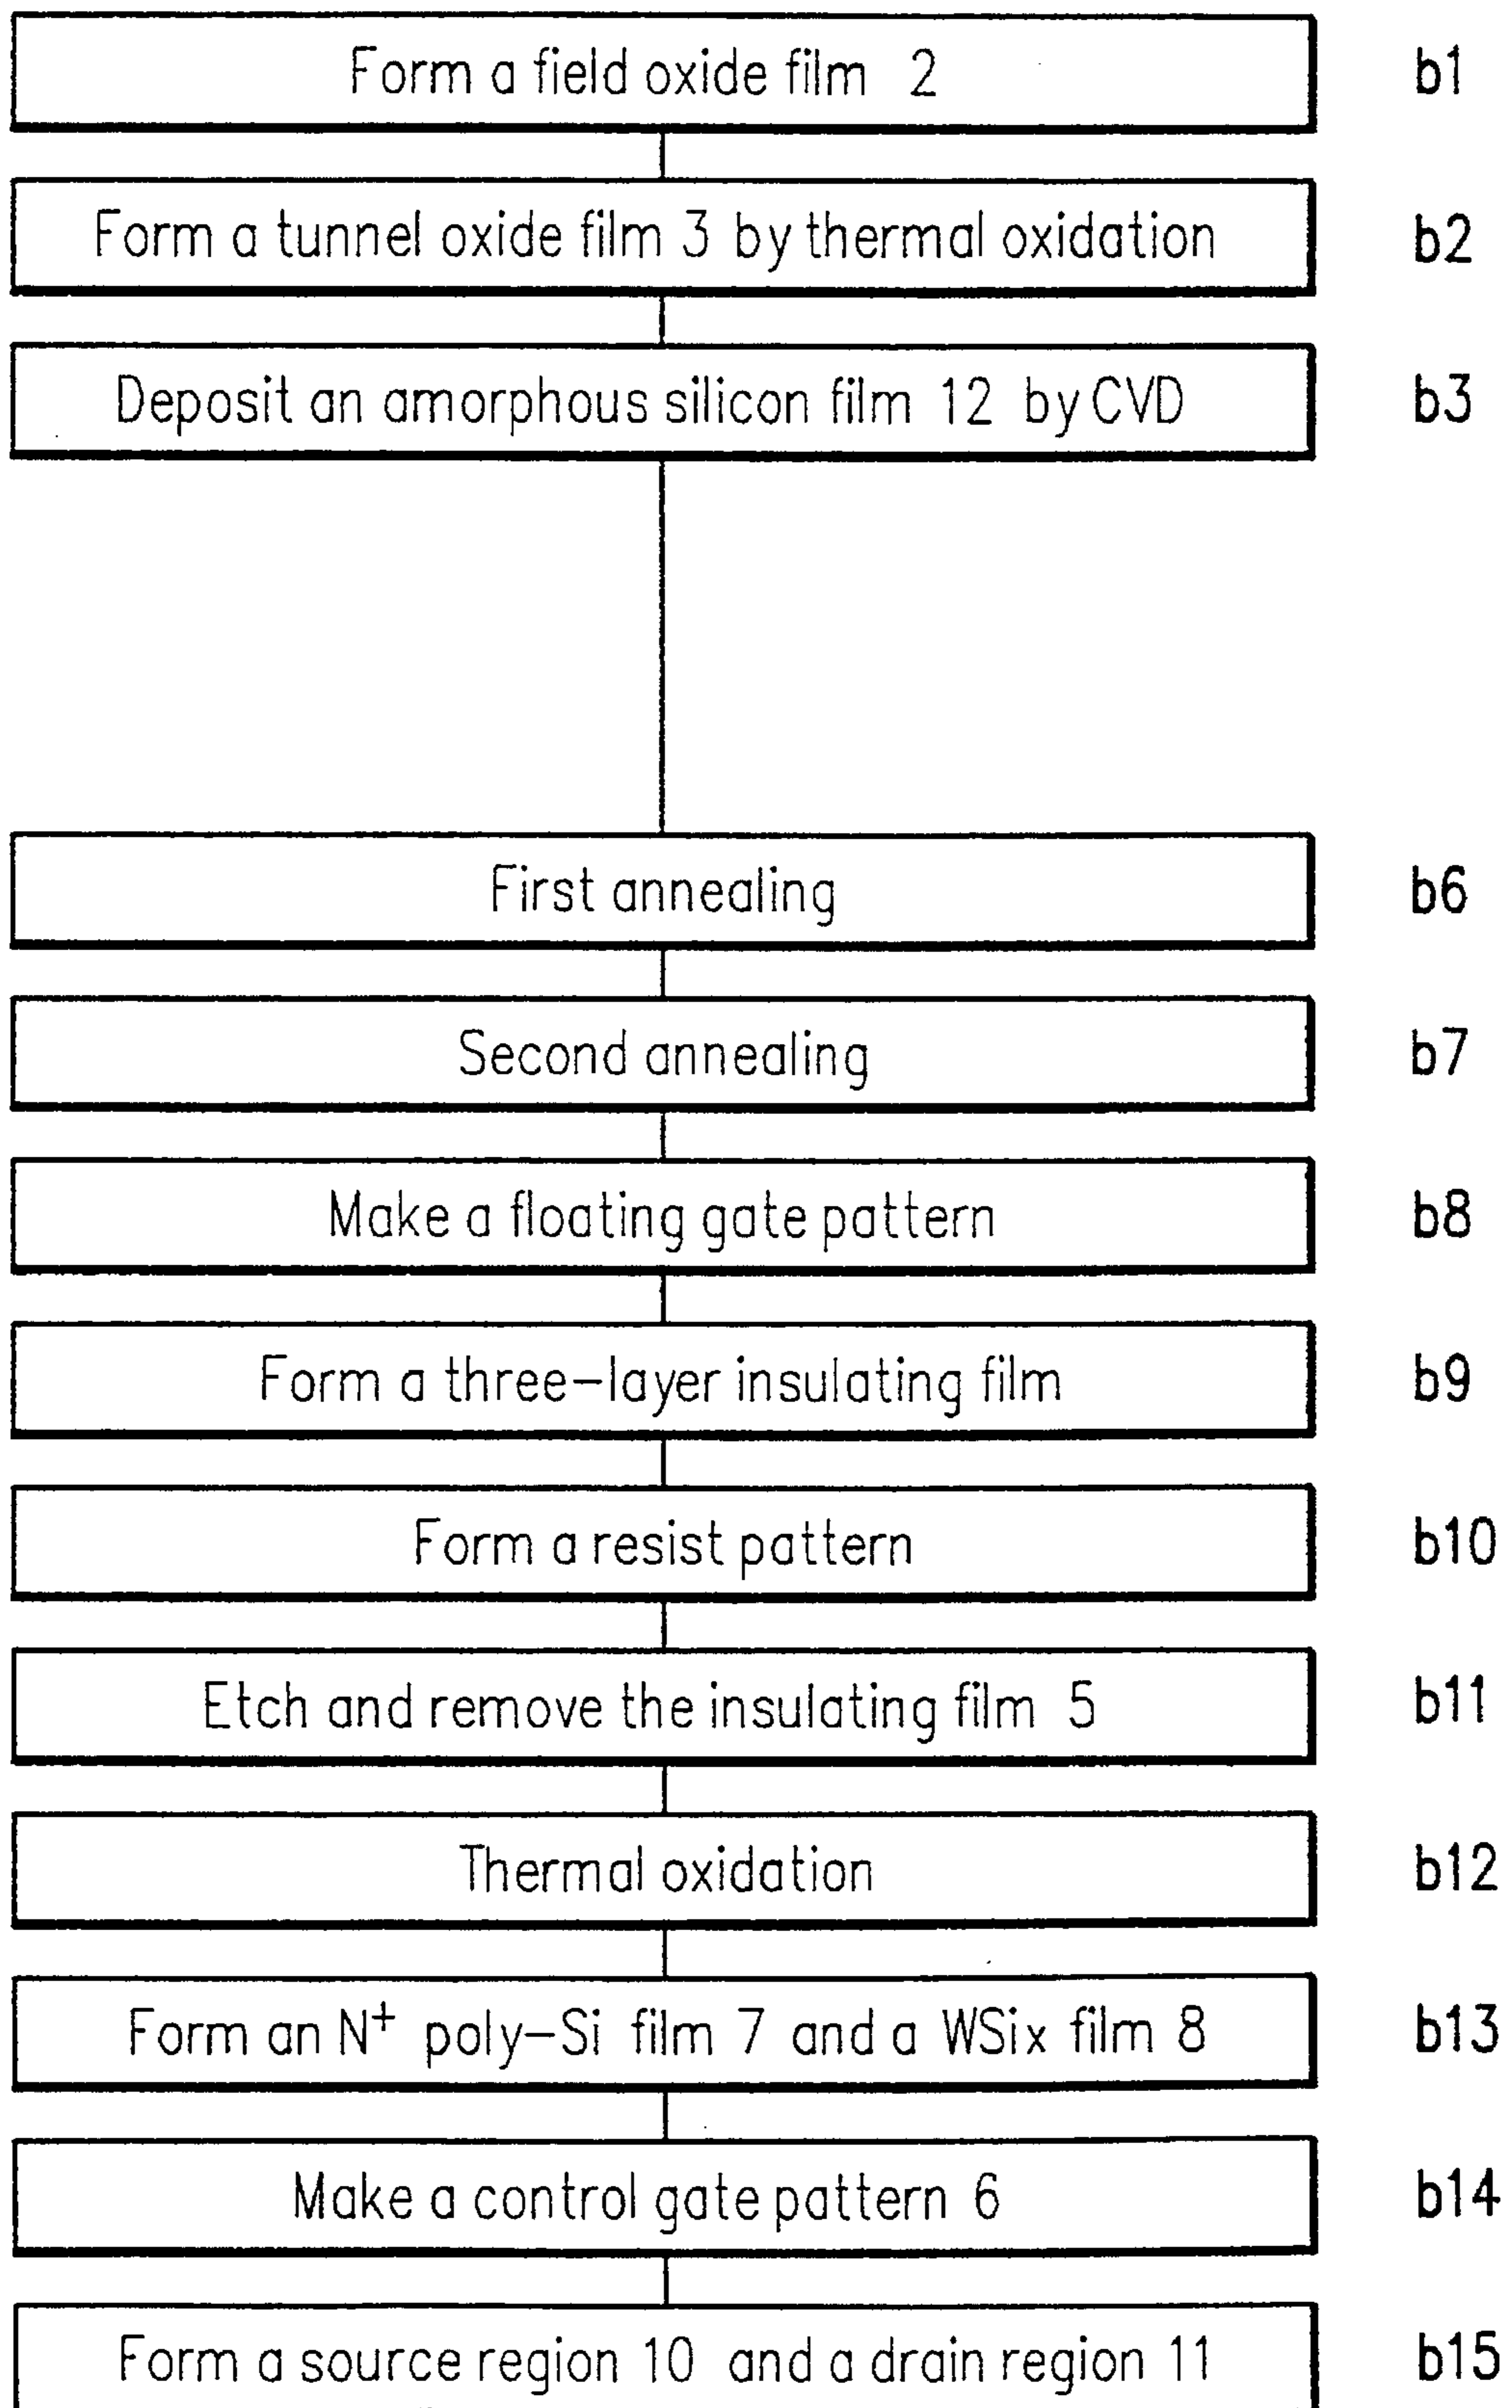 Form a field oxide film 2 b1
Form a tunnel oxide film 3 by thermal oxidation b2
Deposit an amorphous silicon film 12 by CVD b3
First annealing b6
Second annealing b7
Make a floating gate pattern b8
Form a three-layer insulating film b9
Form a resist pattern b10
Etch and remove the insulating film 5 b11
Thermal oxidation b12
Form an N+ poly-Si film 7 and a WSix film 8 b13
Make a control gate pattern 6 b14
Form a source region 10 and a drain region 11 b15